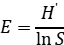 E = H' / ln S